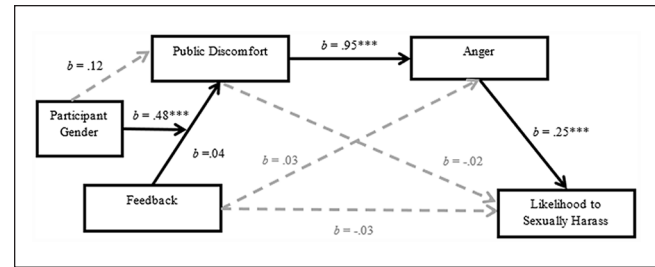 Public Discomfort
b = .95***
Anger
b = .12
Participant
Gender
b = .48***
b =.04
b = .03
b = -.02
b = .25***
Feedback
b = -.03
Likelihood to
Sexually Harass